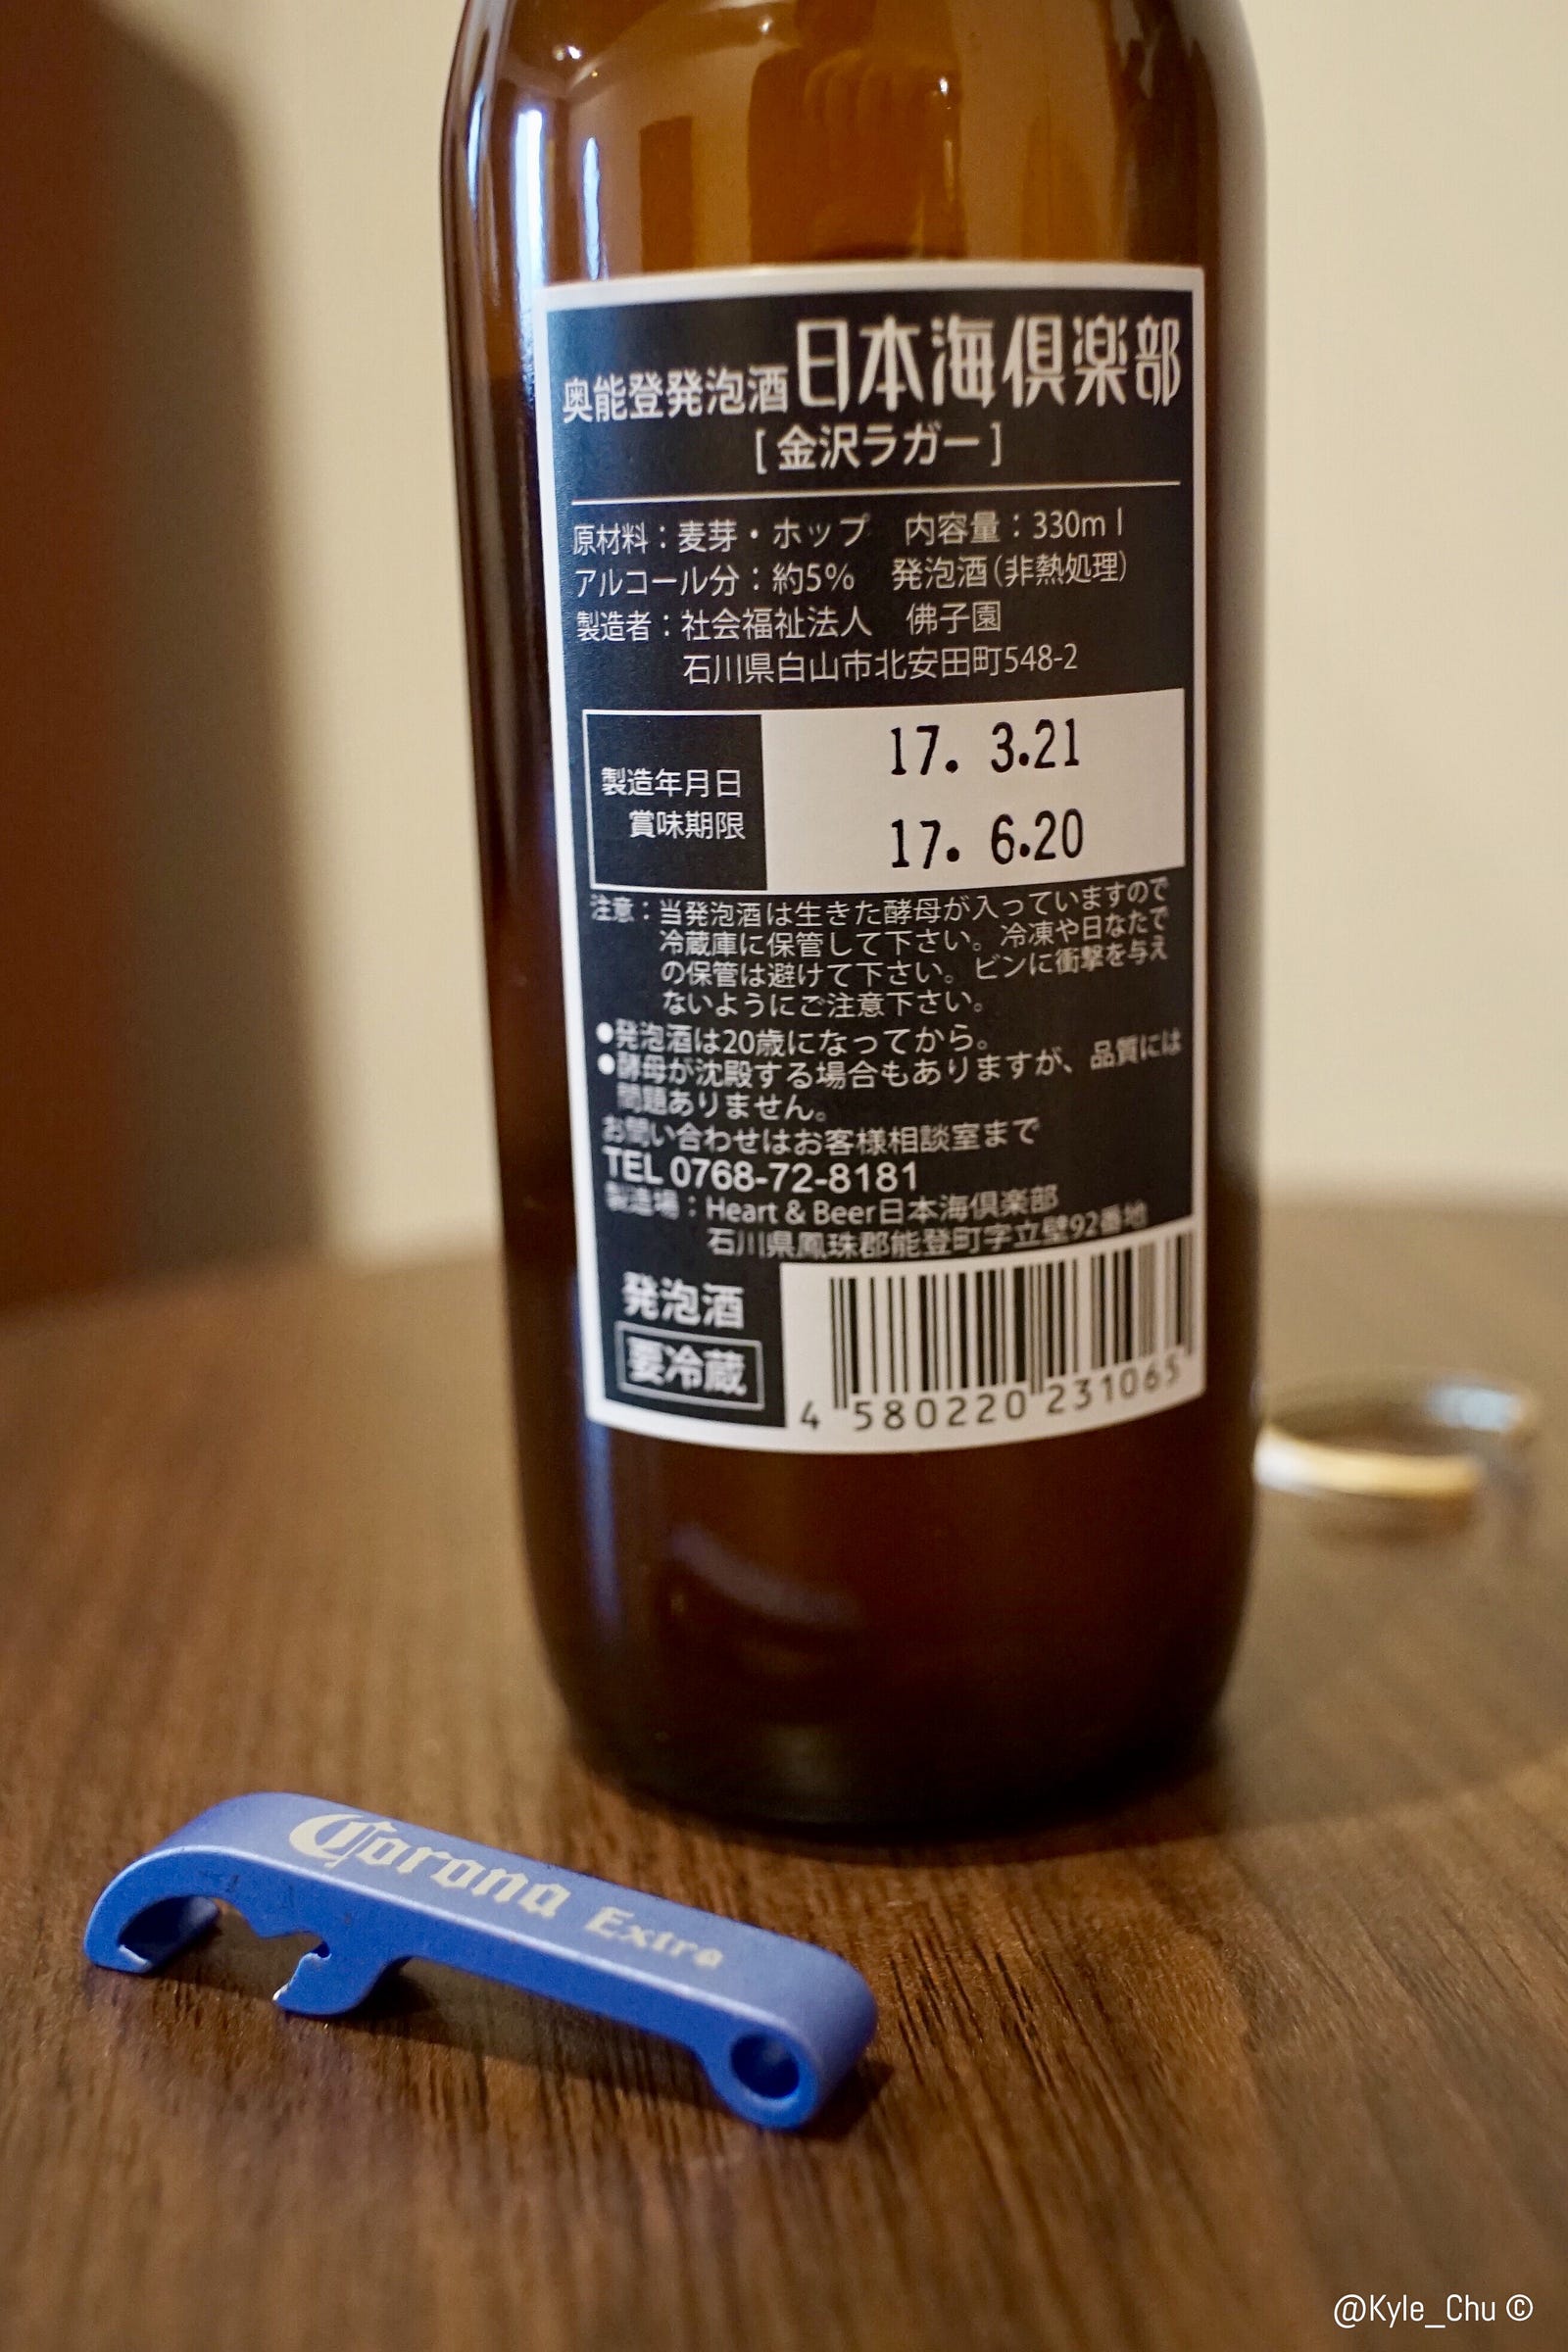 奥能登発泡酒日本海倶楽部
[金沢ラガー]
原材料：麦芽・ホップ 内容量：330ml
アルコール分：約5% 発泡酒(非熱処理)
製造者：社会福祉法人 佛子園
石川県白山市北安田町548-2
製造年月日 17. 3.21
賞味期限 17. 6.20
注意：当発泡酒は生きた酵母が入っていますので
冷蔵庫に保管して下さい。冷凍や日なたで
の保管は避けて下さい。ビンに衝撃を与え
ないようにご注意下さい。
●発泡酒は20歳になってから。
●酵母が沈殿する場合もありますが、品質には
問題ありません。
お問い合わせはお客様相談室まで
TEL 0768-72-8181
製造場：Heart & Beer日本海倶楽部
石川県鳳珠郡能登町字立壁92番地
発泡酒
要冷蔵
4 580220 231065
Corona Extra
@Kyle_Chu ©